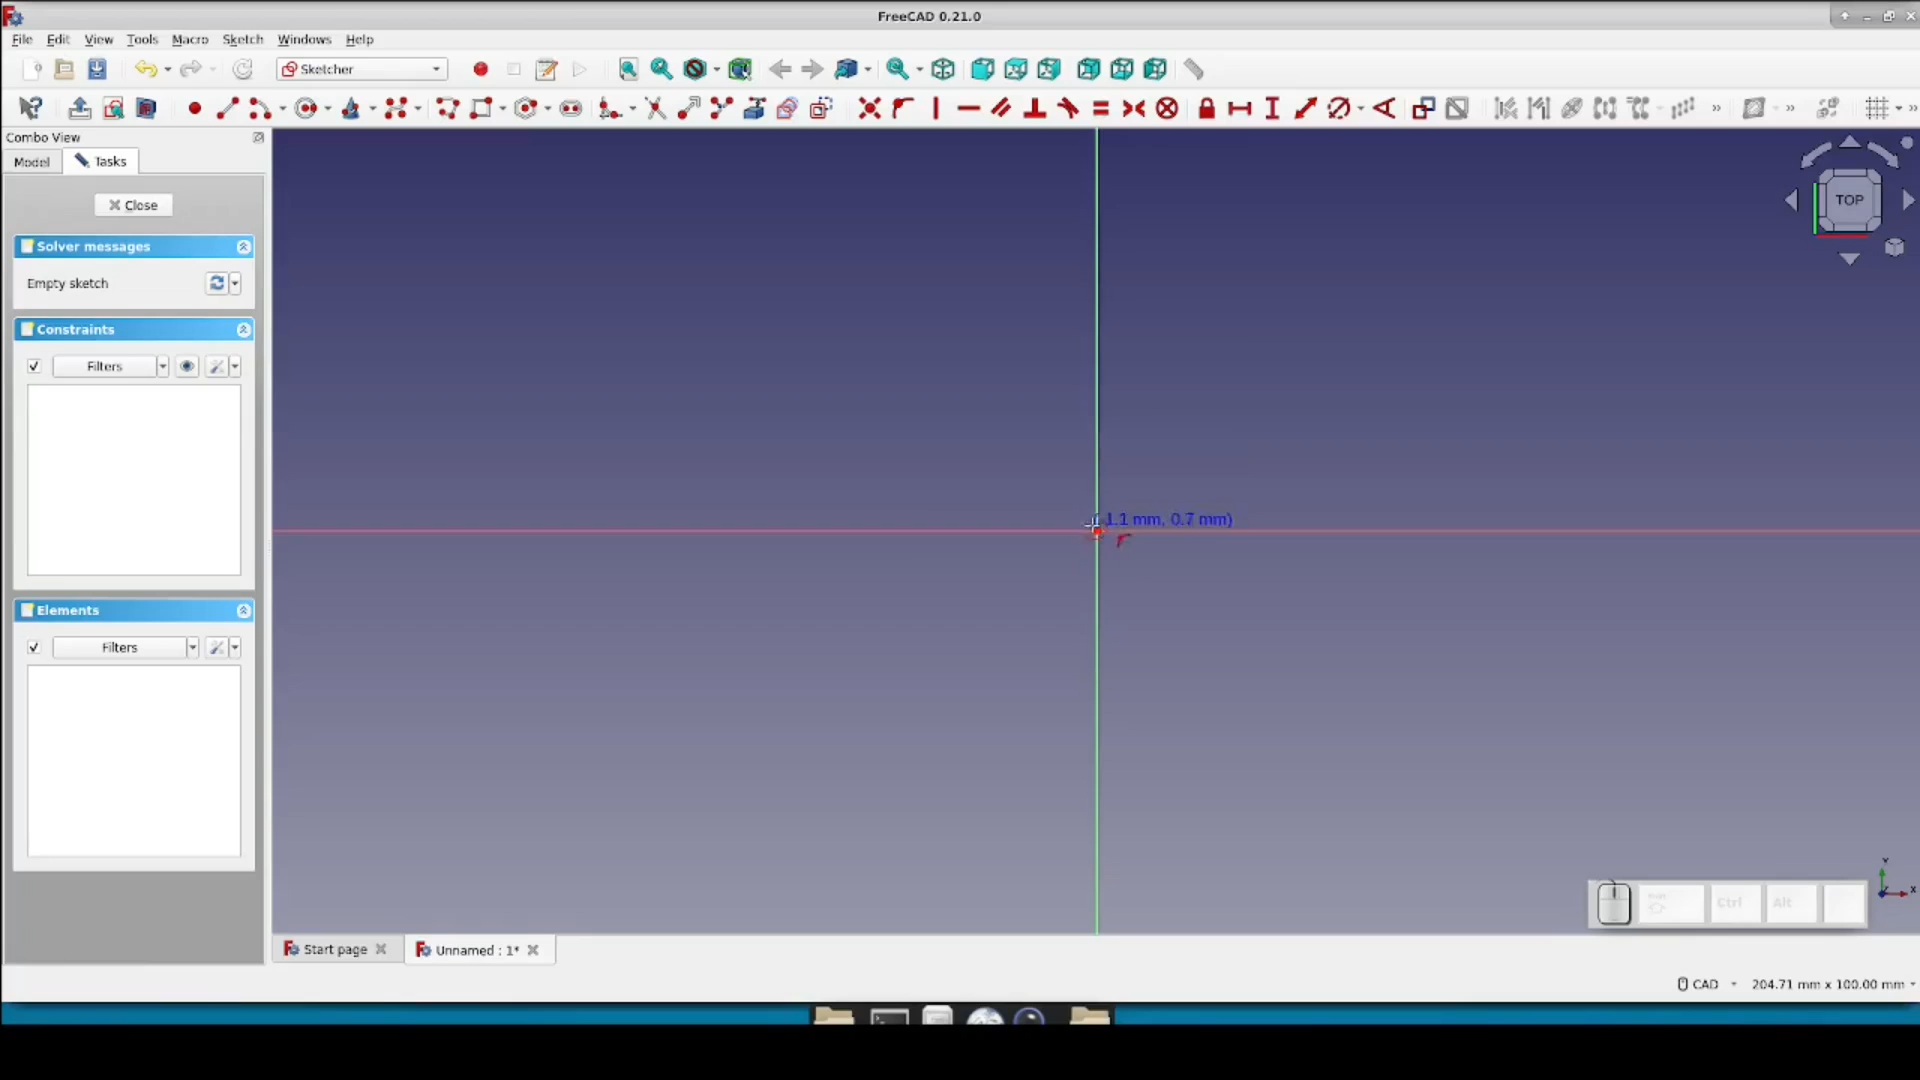 FreeCAD 0.21.0
File Edit View Tools Macro Sketch Windows Help
Sketcher
Combo View
Model Tasks
Close
Solver messages
Empty sketch
Constraints
Filters
Elements
Filters
1.1 mm, 0.7 mm)
TOP
Y
X
Ctrl Alt
Start page
Unnamed : 1*
CAD 204.71 mm x 100.00 mm